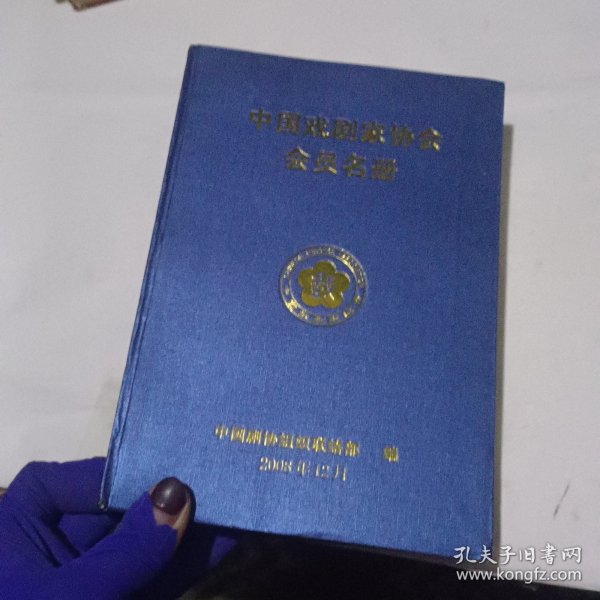 中国戏剧家协会
会员名册
中国剧协组织联络部 编
2008年12月
孔夫子旧书网
www.kongfz.com